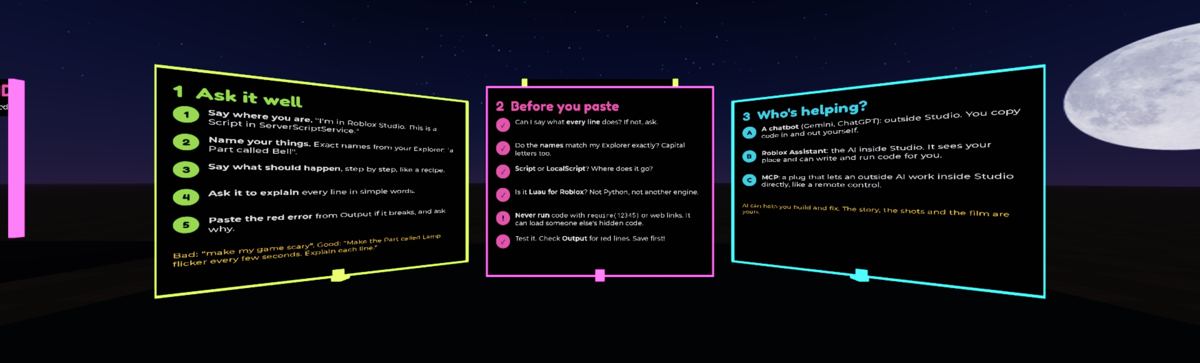 1 Ask it well
1 Say where you are. "I'm in Roblox Studio. This is a
Script in ServerScriptService."
2 Name your things. Exact names from your Explorer: "a
Part called Bell".
3 Say what should happen, step by step, like a recipe.
4 Ask it to explain every line in simple words.
5 Paste the red error from Output if it breaks, and ask
why.
Bad: "make my game scary". Good: "Make the Part called Lamp
flicker every few seconds. Explain each line."
2 Before you paste
✓ Can I say what every line does? If not, ask.
✓ Do the names match my Explorer exactly? Capital
letters too.
✓ Script or LocalScript? Where does it go?
✓ Is it Luau for Roblox? Not Python, not another engine.
! Never run code with require(12345) or web links. It
can load someone else's hidden code.
✓ Test it. Check Output for red lines. Save first!
3 Who's helping?
A A chatbot (Gemini, ChatGPT): outside Studio. You copy
code in and out yourself.
B Roblox Assistant: the AI inside Studio. It sees your
place and can write and run code for you.
C MCP: a plug that lets an outside AI work inside Studio
directly, like a remote control.
AI can help you build and fix. The story, the shots and the film are
yours.